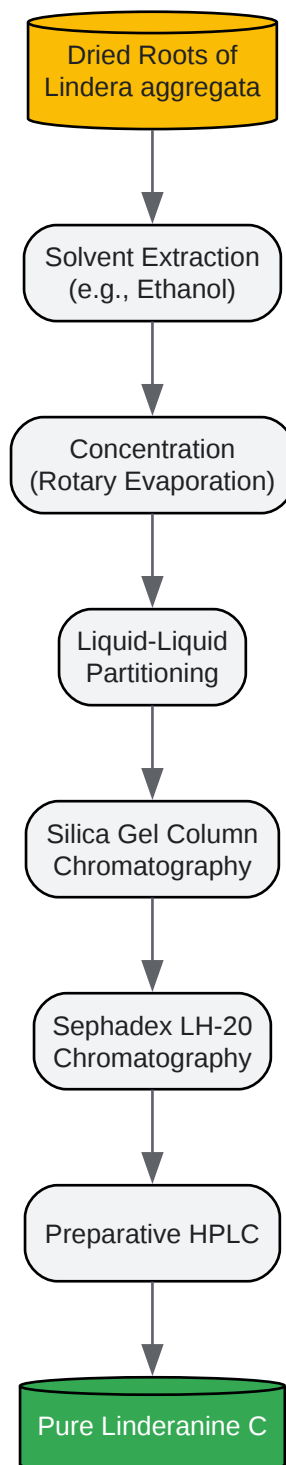 Dried Roots of
Lindera aggregata
Solvent Extraction
(e.g., Ethanol)
Concentration
(Rotary Evaporation)
Liquid-Liquid
Partitioning
Silica Gel Column
Chromatography
Sephadex LH-20
Chromatography
Preparative HPLC
Pure Linderanine C